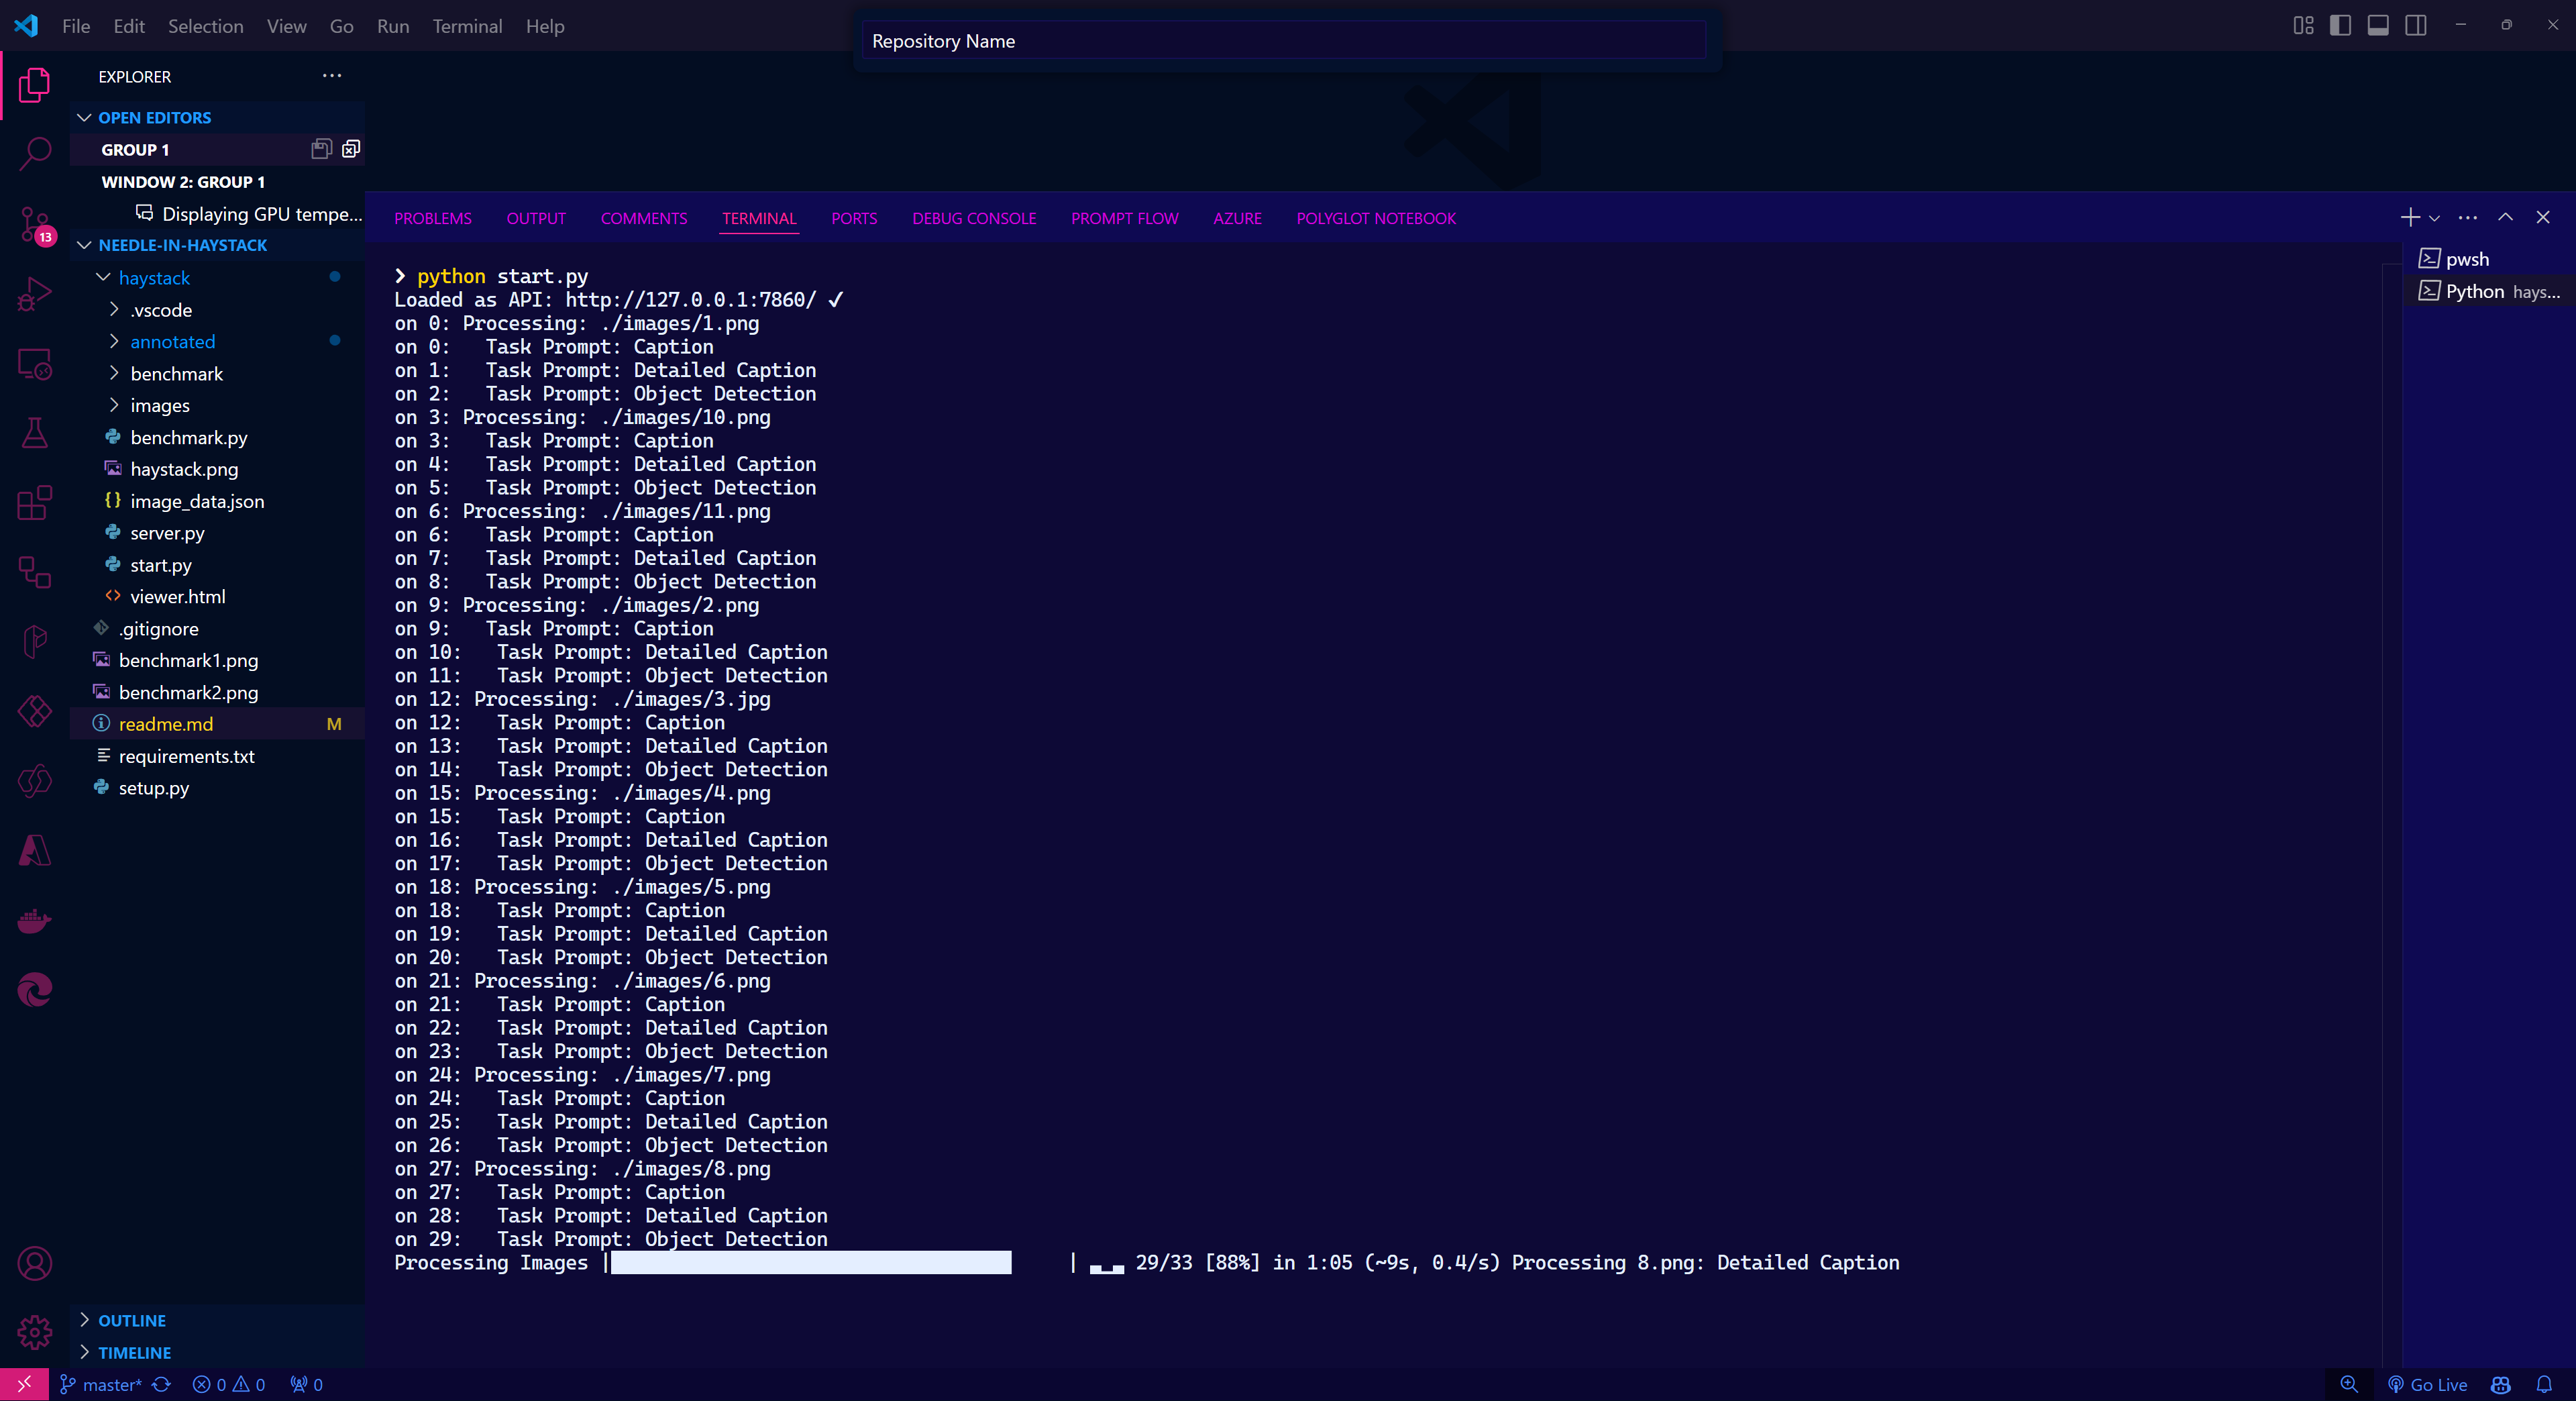 File Edit Selection View Go Run Terminal Help
Repository Name
EXPLORER
OPEN EDITORS
GROUP 1
WINDOW 2: GROUP 1
Displaying GPU tempe...
13
NEEDLE-IN-HAYSTACK
haystack
.vscode
annotated
benchmark
images
benchmark.py
haystack.png
image_data.json
server.py
start.py
viewer.html
.gitignore
benchmark1.png
benchmark2.png
readme.md M
requirements.txt
setup.py
OUTLINE
TIMELINE
PROBLEMS OUTPUT COMMENTS TERMINAL PORTS DEBUG CONSOLE PROMPT FLOW AZURE POLYGLOT NOTEBOOK
❯ python start.py
Loaded as API: http://127.0.0.1:7860/ ✓
on 0: Processing: ./images/1.png
on 0:   Task Prompt: Caption
on 1:   Task Prompt: Detailed Caption
on 2:   Task Prompt: Object Detection
on 3: Processing: ./images/10.png
on 3:   Task Prompt: Caption
on 4:   Task Prompt: Detailed Caption
on 5:   Task Prompt: Object Detection
on 6: Processing: ./images/11.png
on 6:   Task Prompt: Caption
on 7:   Task Prompt: Detailed Caption
on 8:   Task Prompt: Object Detection
on 9: Processing: ./images/2.png
on 9:   Task Prompt: Caption
on 10:   Task Prompt: Detailed Caption
on 11:   Task Prompt: Object Detection
on 12: Processing: ./images/3.jpg
on 12:   Task Prompt: Caption
on 13:   Task Prompt: Detailed Caption
on 14:   Task Prompt: Object Detection
on 15: Processing: ./images/4.png
on 15:   Task Prompt: Caption
on 16:   Task Prompt: Detailed Caption
on 17:   Task Prompt: Object Detection
on 18: Processing: ./images/5.png
on 18:   Task Prompt: Caption
on 19:   Task Prompt: Detailed Caption
on 20:   Task Prompt: Object Detection
on 21: Processing: ./images/6.png
on 21:   Task Prompt: Caption
on 22:   Task Prompt: Detailed Caption
on 23:   Task Prompt: Object Detection
on 24: Processing: ./images/7.png
on 24:   Task Prompt: Caption
on 25:   Task Prompt: Detailed Caption
on 26:   Task Prompt: Object Detection
on 27: Processing: ./images/8.png
on 27:   Task Prompt: Caption
on 28:   Task Prompt: Detailed Caption
on 29:   Task Prompt: Object Detection
Processing Images | | 29/33 [88%] in 1:05 (~9s, 0.4/s) Processing 8.png: Detailed Caption
pwsh
Python hays...
master* 0 0 0 Go Live